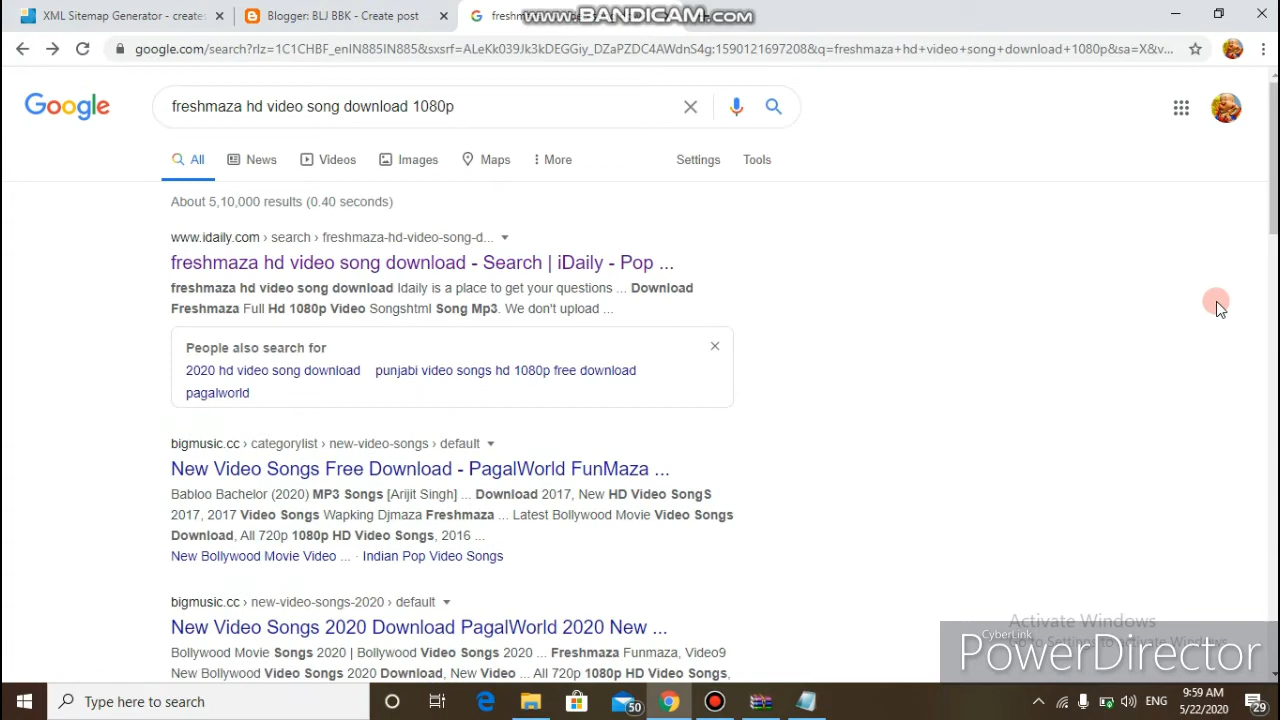 XML Sitemap Generator - create
Blogger: BLJ BBK - Create post
fresh
WWW.BANDICAM.COM
google.com/search?rlz=1C1CHBF_enIN885IN885&sxsrf=ALeKk039Jk3kDEGGiy_DZaPZDC4AWdnS4g:1590121697208&q=freshmaza+hd+video+song+download+1080p&sa=X&v...
Google
freshmaza hd video song download 1080p
All News Videos Images Maps More Settings Tools
About 5,10,000 results (0.40 seconds)
www.idaily.com › search › freshmaza-hd-video-song-d...
freshmaza hd video song download - Search | iDaily - Pop ...
freshmaza hd video song download Idaily is a place to get your questions ... Download
Freshmaza Full Hd 1080p Video Songshtml Song Mp3. We don't upload ...
People also search for
2020 hd video song download punjabi video songs hd 1080p free download
pagalworld
bigmusic.cc › categorylist › new-video-songs › default
New Video Songs Free Download - PagalWorld FunMaza ...
Babloo Bachelor (2020) MP3 Songs [Arijit Singh] ... Download 2017, New HD Video SongS
2017, 2017 Video Songs Wapking Djmaza Freshmaza ... Latest Bollywood Movie Video Songs
Download, All 720p 1080p HD Video Songs, 2016 ...
New Bollywood Movie Video ... · Indian Pop Video Songs
bigmusic.cc › new-video-songs-2020 › default
New Video Songs 2020 Download PagalWorld 2020 New ...
Bollywood Movie Songs 2020 | Bollywood Video Songs 2020 ... Freshmaza Funmaza, Video9
New Bollywood Video Songs 2020 Download, New Video ... All 720p 1080p HD Video Songs,
Activate Windows
Go to Settings to activate Windows.
CyberLink
PowerDirector
Type here to search
50
ENG
9:59 AM
5/22/2020
29